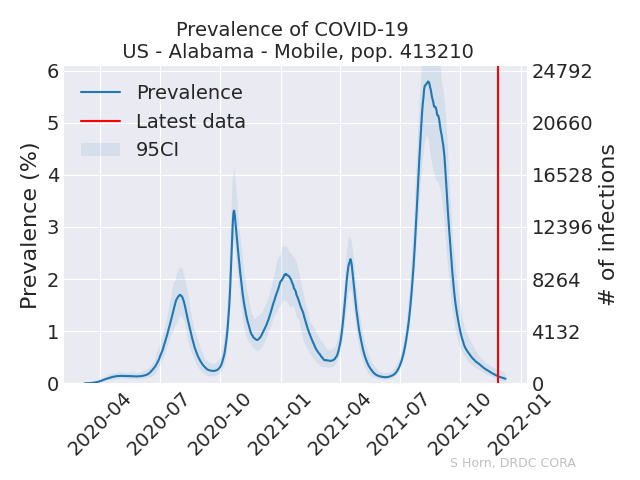 Prevalence of COVID-19
US - Alabama - Mobile, pop. 413210
Prevalence
Latest data
95CI
Prevalence (%)
6
5
4
3
2
1
0
24792
20660
16528
12396
8264
4132
0
# of infections
2020-04
2020-07
2020-10
2021-01
2021-04
2021-07
2021-10
2022-01
S Horn, DRDC CORA